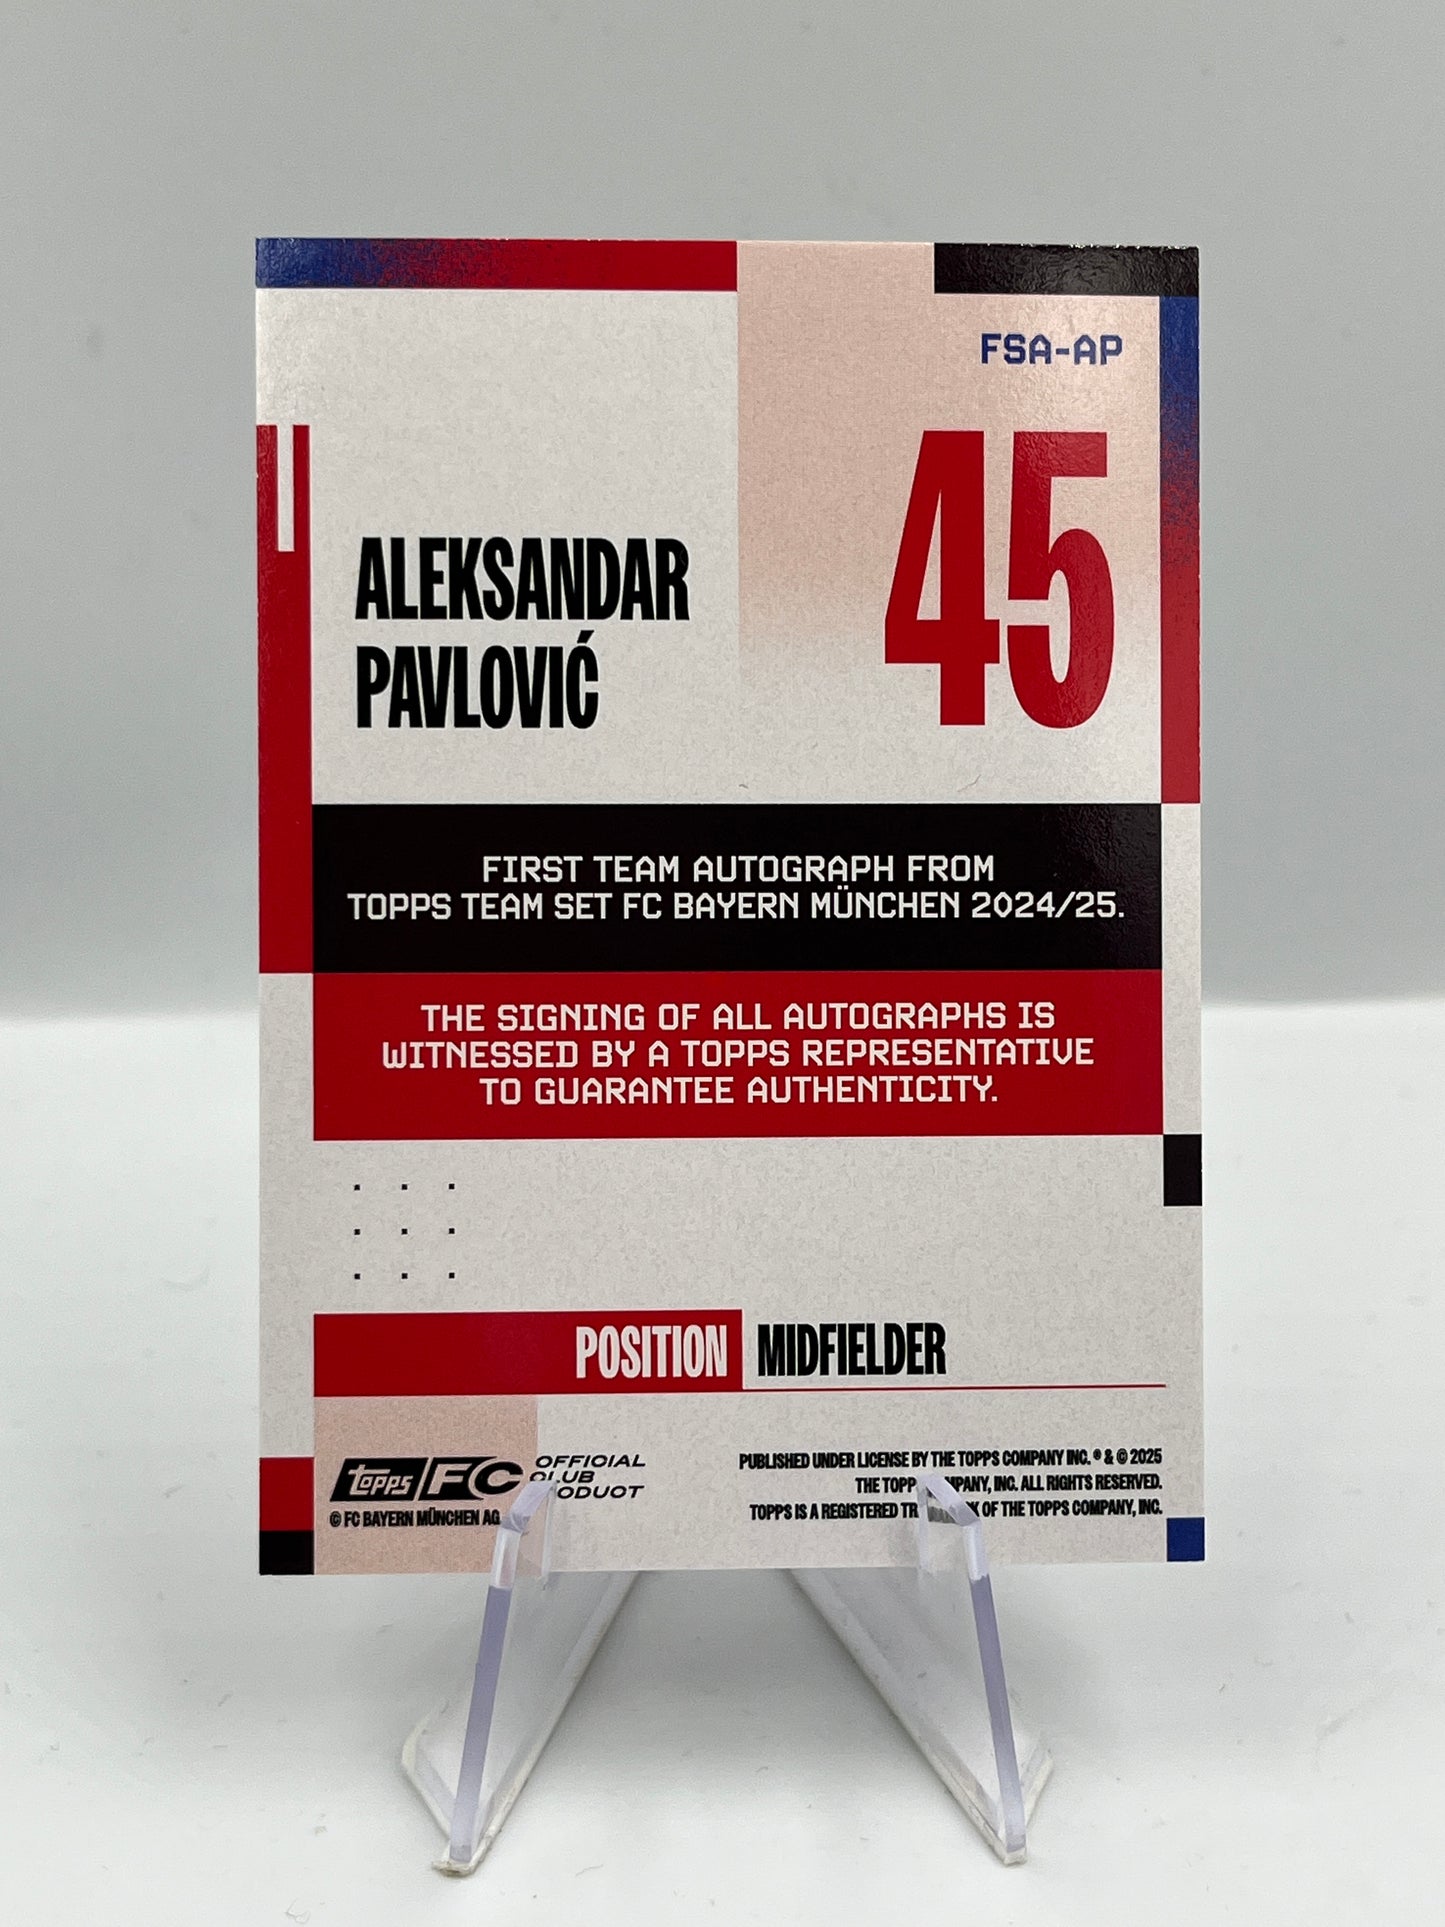 FSA-AP
45
ALEKSANDAR
PAVLOVIĆ
FIRST TEAM AUTOGRAPH FROM
TOPPS TEAM SET FC BAYERN MÜNCHEN 2024/25.
THE SIGNING OF ALL AUTOGRAPHS IS
WITNESSED BY A TOPPS REPRESENTATIVE
TO GUARANTEE AUTHENTICITY.
POSITION MIDFIELDER
topps FC
OFFICIAL
CLUB
© FC BAYERN MÜNCHEN AG
PUBLISHED UNDER LICENSE BY THE TOPPS COMPANY INC. ® & © 2025
THE INC. ALL RIGHTS RESERVED.
TOPPS IS A REGISTERED OF THE TOPPS COMPANY, INC.